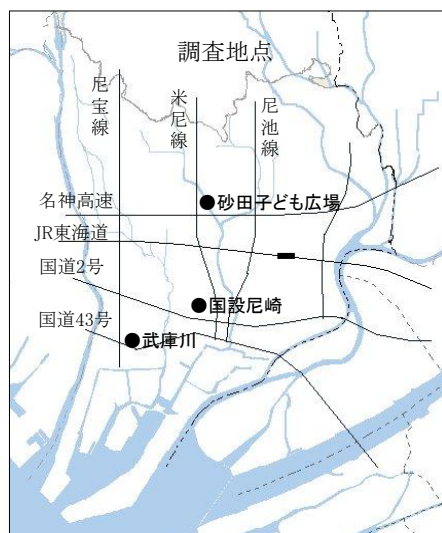 調査地点
尼宝線
米尼線
尼池線
名神高速
砂田子ども広場
JR東海道
国道2号
国設尼崎
国道43号
武庫川